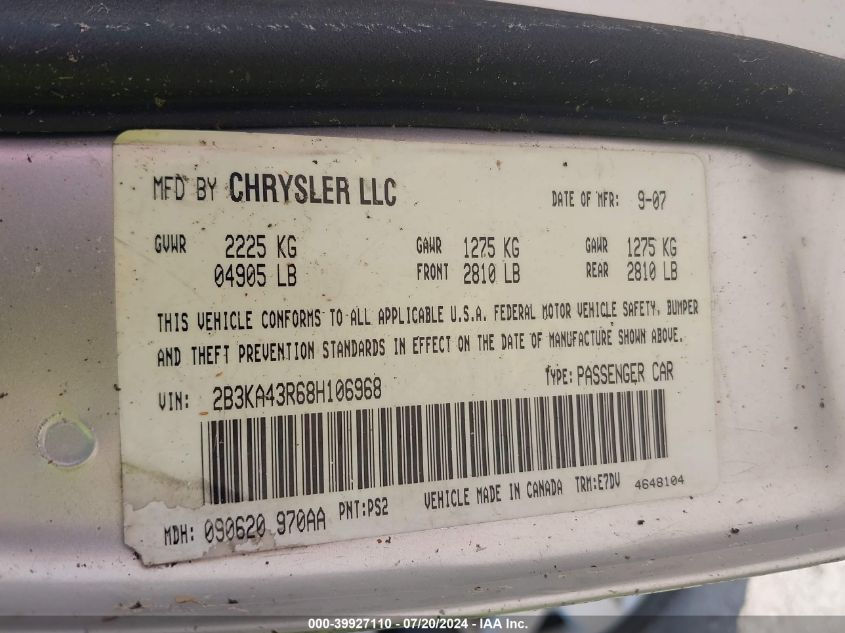 MFD BY CHRYSLER LLC DATE OF MFR: 9-07
GVWR 2225 KG GAWR 1275 KG GAWR 1275 KG
04905 LB FRONT 2810 LB REAR 2810 LB
THIS VEHICLE CONFORMS TO ALL APPLICABLE U.S.A. FEDERAL MOTOR VEHICLE SAFETY, BUMPER
AND THEFT PREVENTION STANDARDS IN EFFECT ON THE DATE OF MANUFACTURE SHOWN ABOVE.
VIN: 2B3KA43R68H106968 TYPE: PASSENGER CAR
MDH: 090620 970AA PNT:PS2 VEHICLE MADE IN CANADA TRM:E7DV 4648104
000-39927110 - 07/20/2024 - IAA Inc.